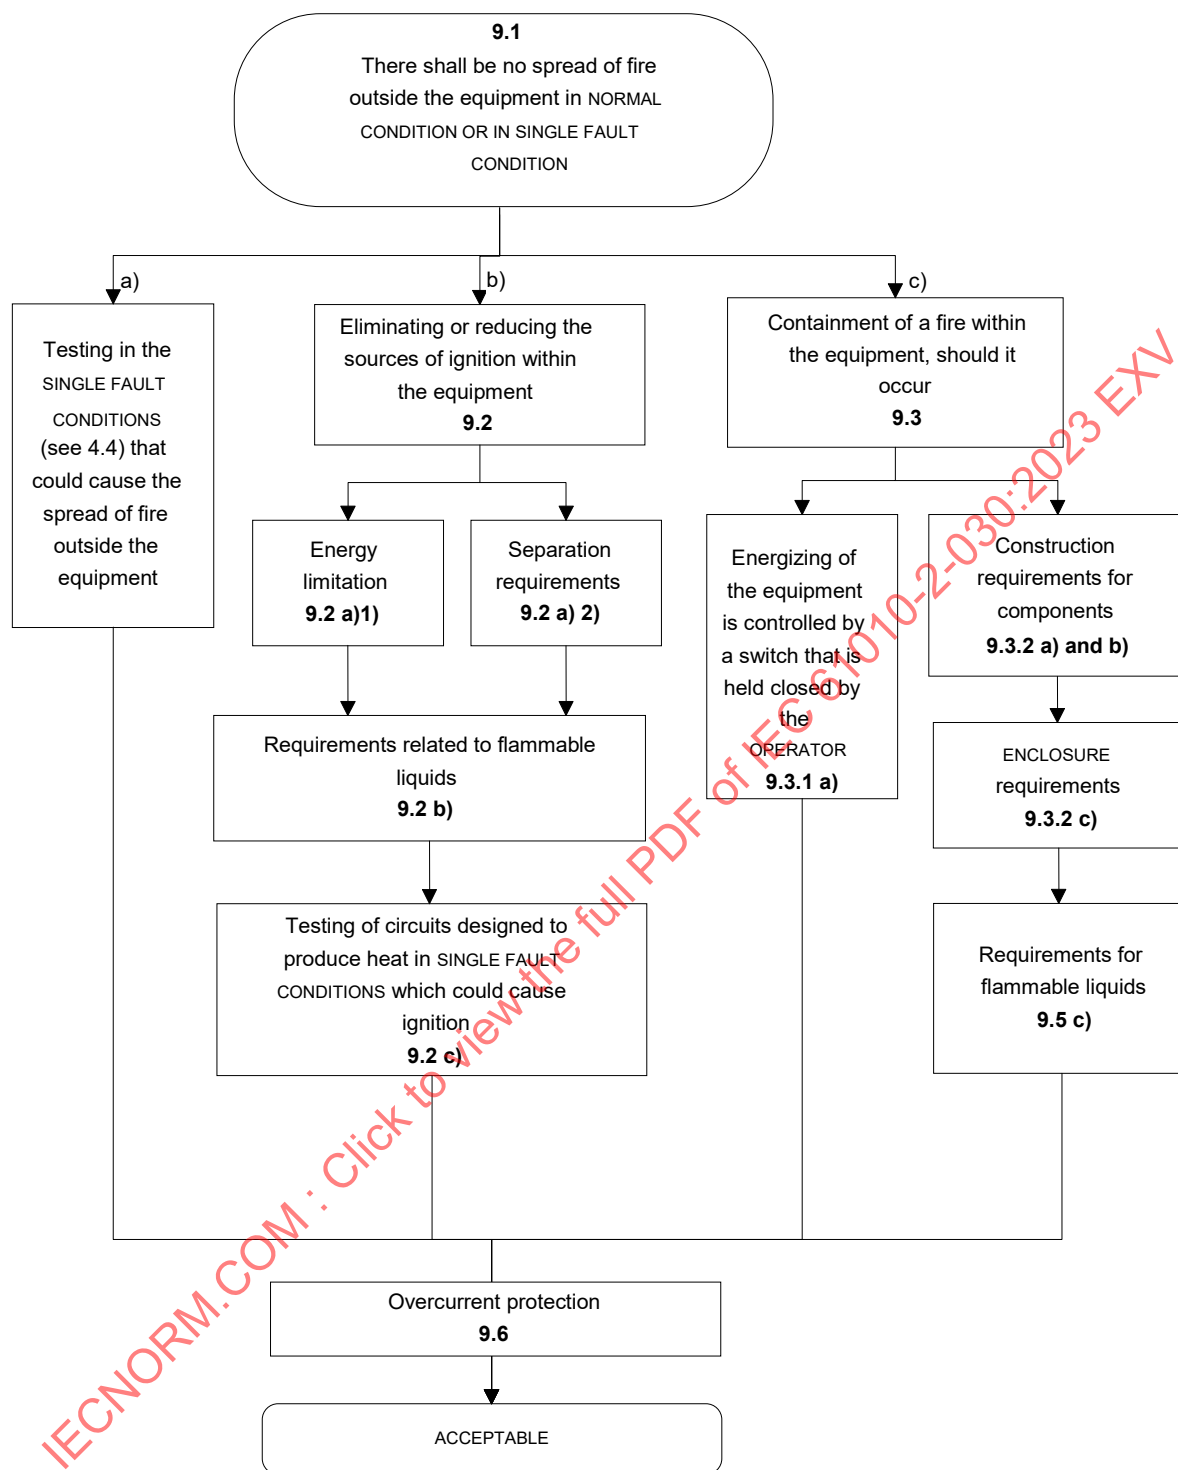 9.1
There shall be no spread of fire
outside the equipment in NORMAL
CONDITION OR IN SINGLE FAULT
CONDITION
a)
b)
c)
Testing in the
SINGLE FAULT
CONDITIONS
(see 4.4) that
could cause the
spread of fire
outside the
equipment
Eliminating or reducing the
sources of ignition within
the equipment
9.2
Containment of a fire within
the equipment, should it
occur
9.3
Energy
limitation
9.2 a)1)
Separation
requirements
9.2 a) 2)
Energizing of
the equipment
is controlled by
a switch that is
held closed by
the
OPERATOR
9.3.1 a)
Construction
requirements for
components
9.3.2 a) and b)
Requirements related to flammable
liquids
9.2 b)
ENCLOSURE
requirements
9.3.2 c)
Testing of circuits designed to
produce heat in SINGLE FAULT
CONDITIONS which could cause
ignition
9.2 c)
Requirements for
flammable liquids
9.5 c)
Overcurrent protection
9.6
ACCEPTABLE
IECNORM.COM : Click to view the full PDF of IEC 61010-2-030:2023 EXV